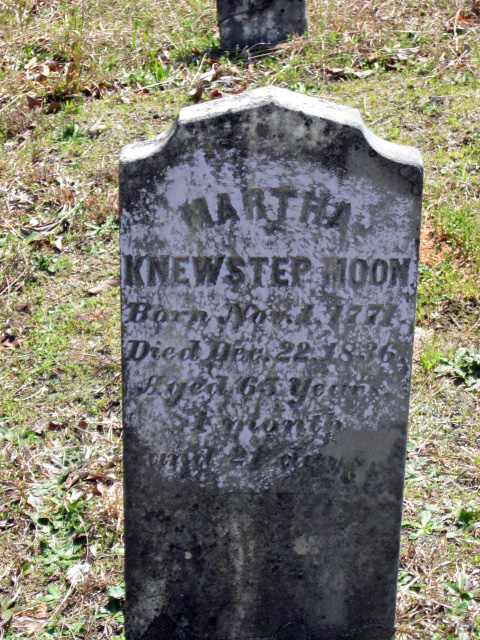 MARTHA
KNEWSTEP MOON
Born Nov. 1, 1771.
Died Dec. 22, 1836,
Aged 65 Years
1 month
and 21 days